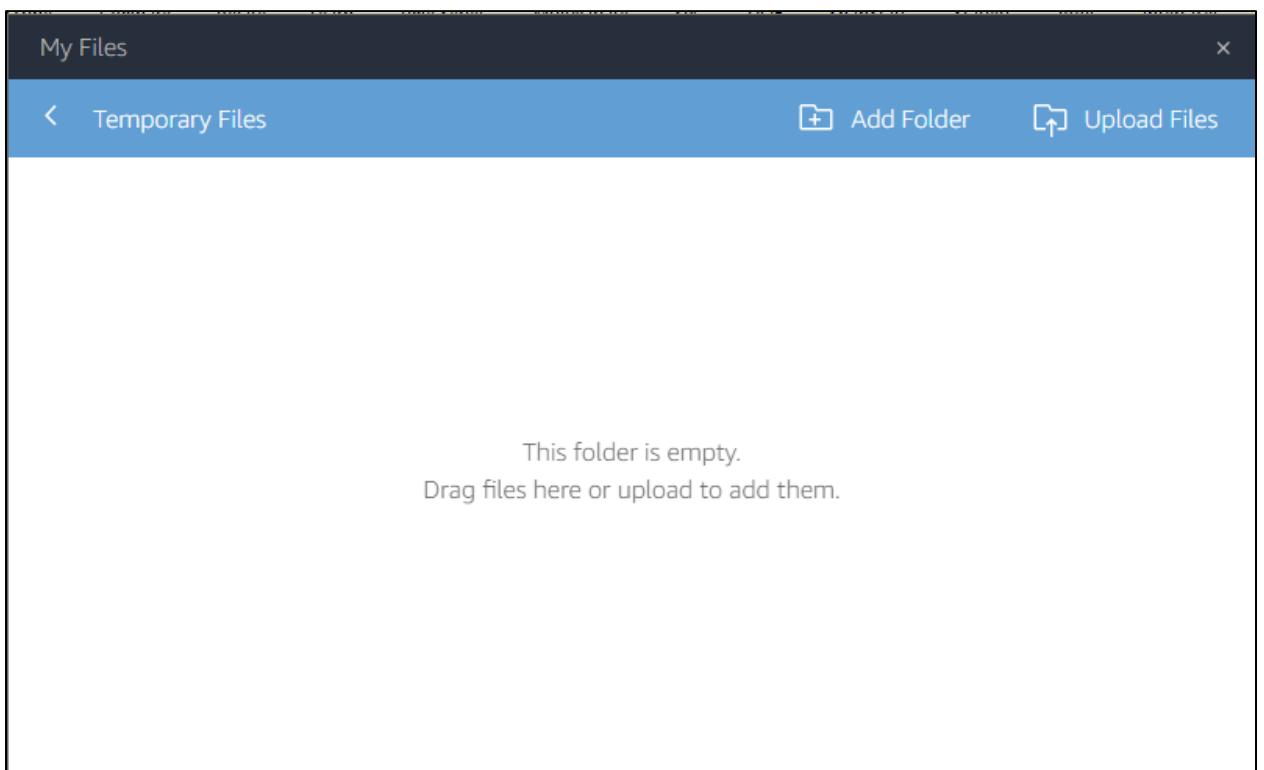 My Files
Temporary Files
Add Folder
Upload Files
This folder is empty.
Drag files here or upload to add them.